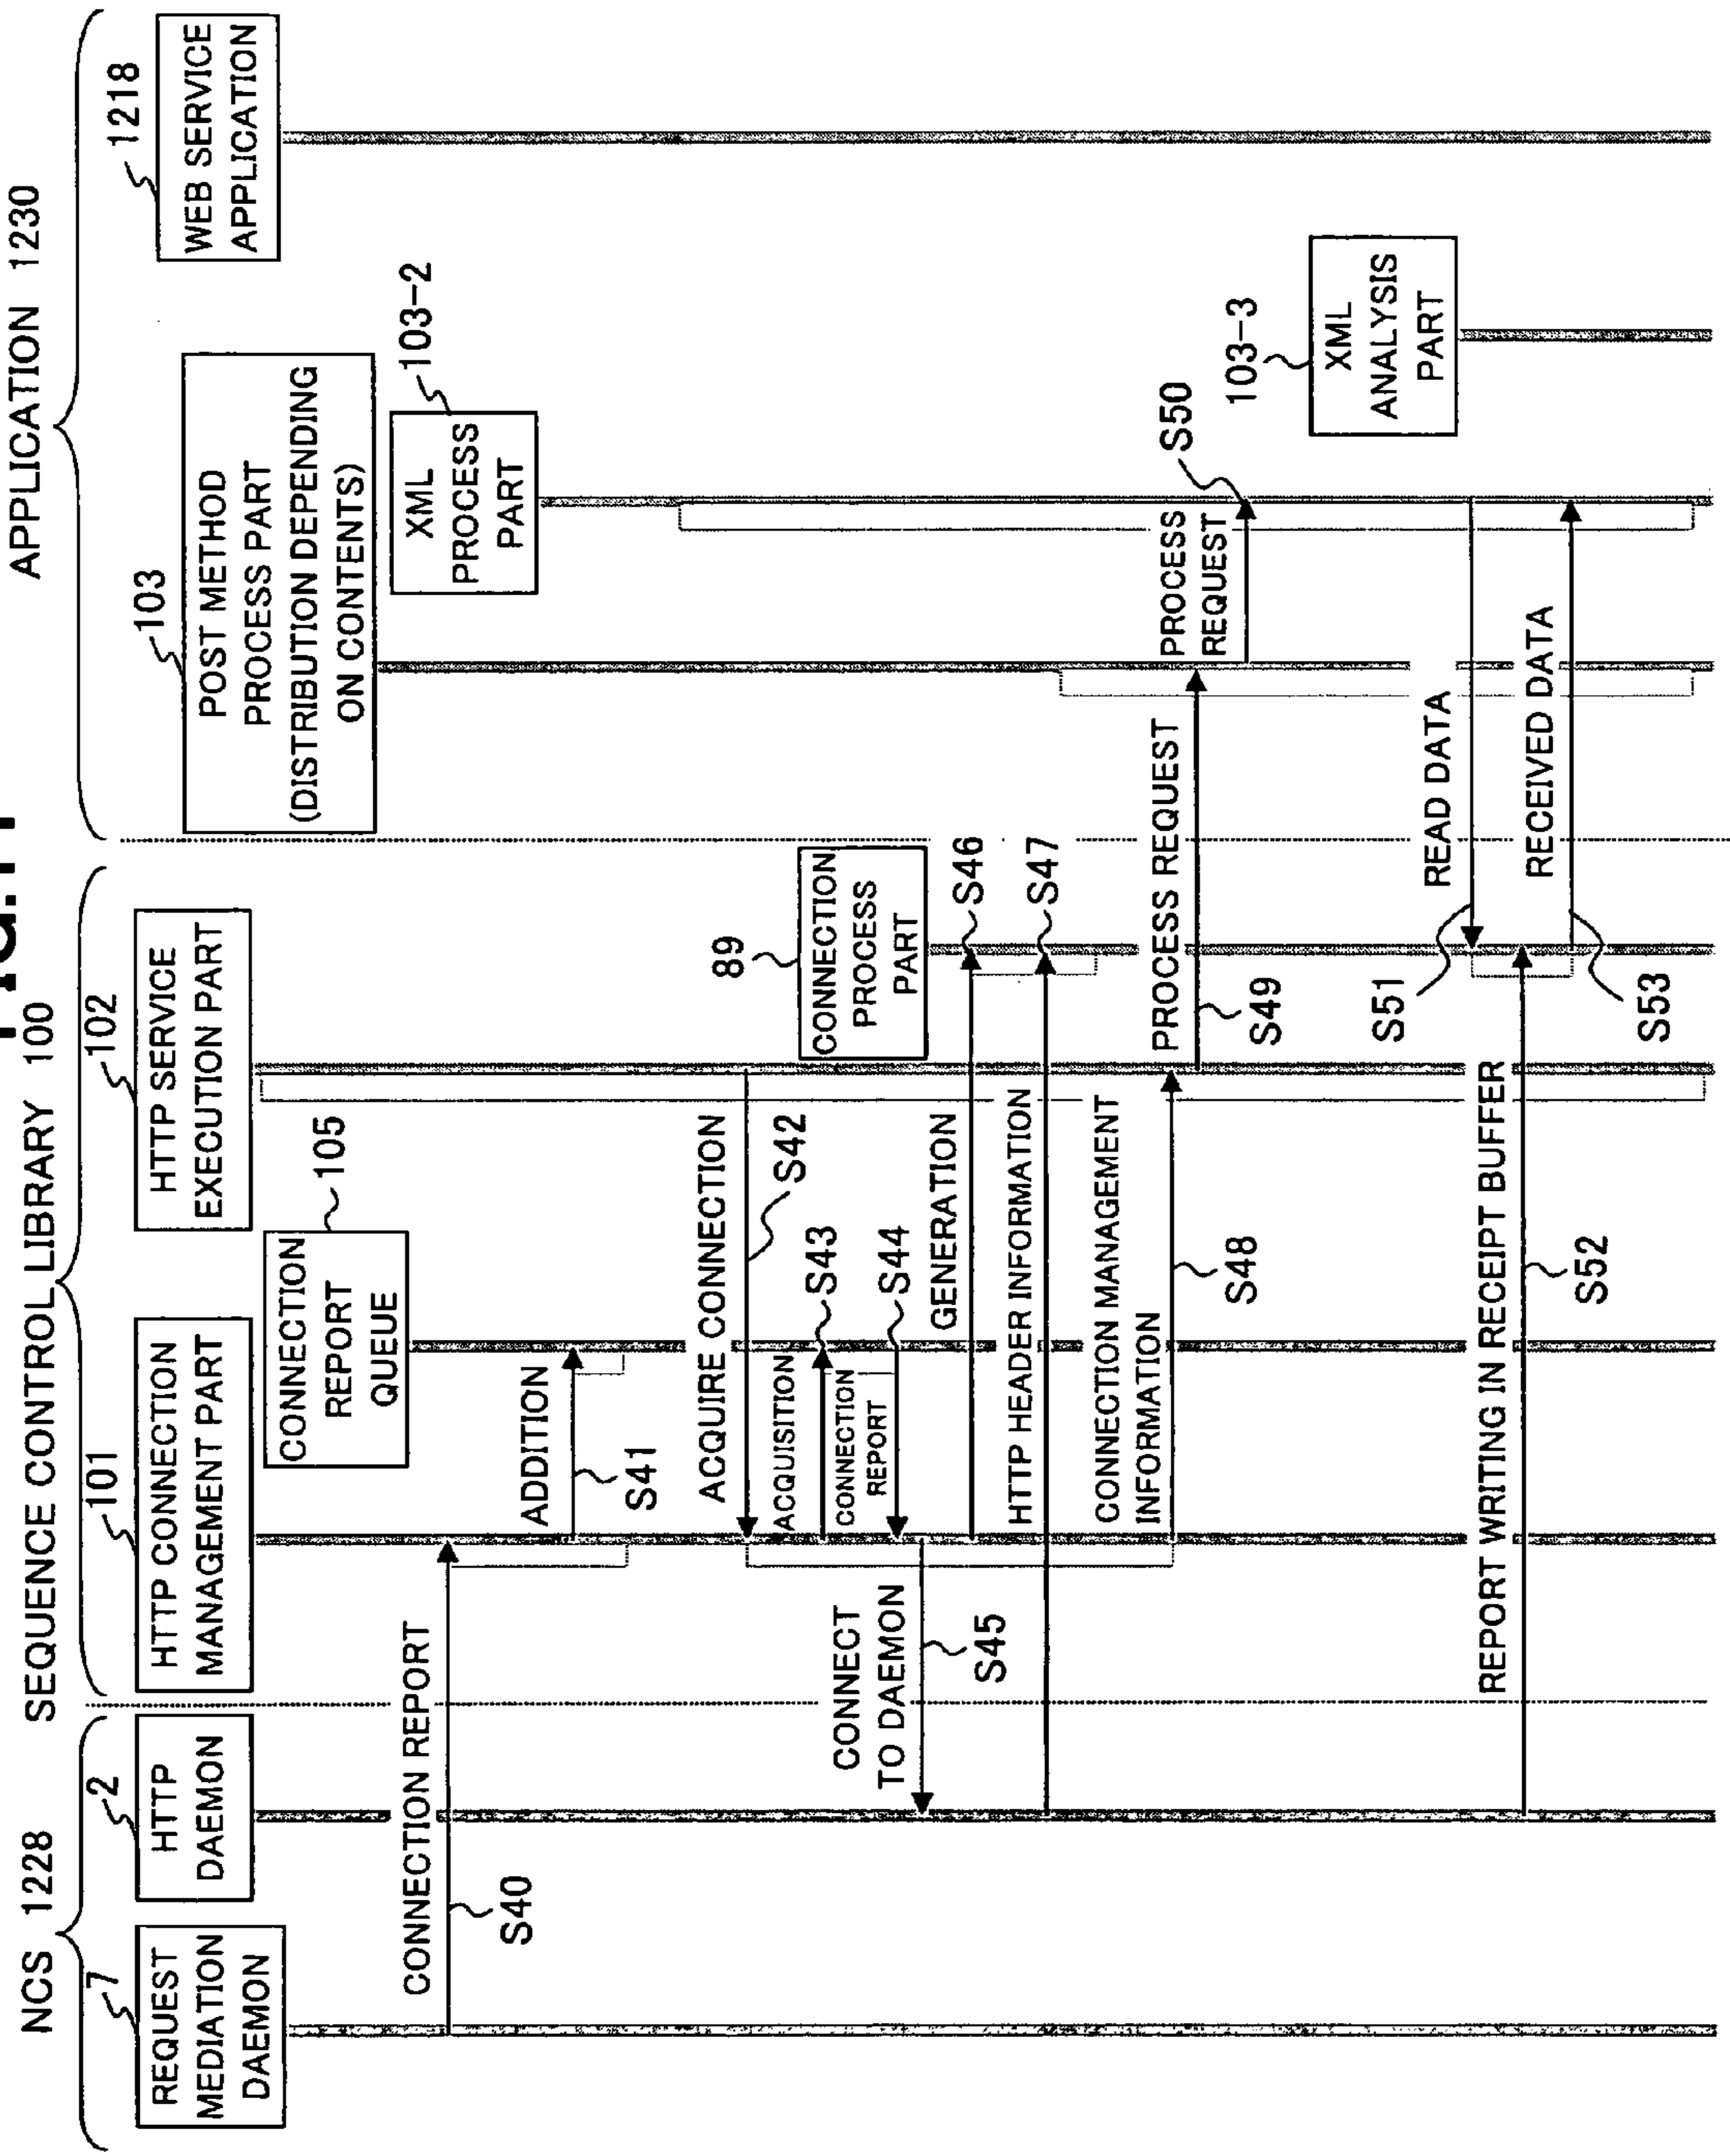 NCS 1228
SEQUENCE CONTROL LIBRARY 100
APPLICATION 1230
7
REQUEST
MEDIATION
DAEMON
2
HTTP
DAEMON
101
HTTP CONNECTION
MANAGEMENT PART
105
CONNECTION
REPORT
QUEUE
102
HTTP SERVICE
EXECUTION PART
89
CONNECTION
PROCESS
PART
103
POST METHOD
PROCESS PART
(DISTRIBUTION DEPENDING
ON CONTENTS)
103-2
XML
PROCESS
PART
103-3
XML
ANALYSIS
PART
1218
WEB SERVICE
APPLICATION
CONNECTION REPORT
S40
ADDITION
S41
ACQUIRE CONNECTION
S42
ACQUISITION
S43
CONNECTION
REPORT
S44
CONNECT
TO DAEMON
S45
GENERATION
S46
HTTP HEADER INFORMATION
S47
CONNECTION MANAGEMENT
INFORMATION
S48
PROCESS REQUEST
S49
PROCESS
REQUEST
S50
READ DATA
S51
REPORT WRITING IN RECEIPT BUFFER
S52
RECEIVED DATA
S53